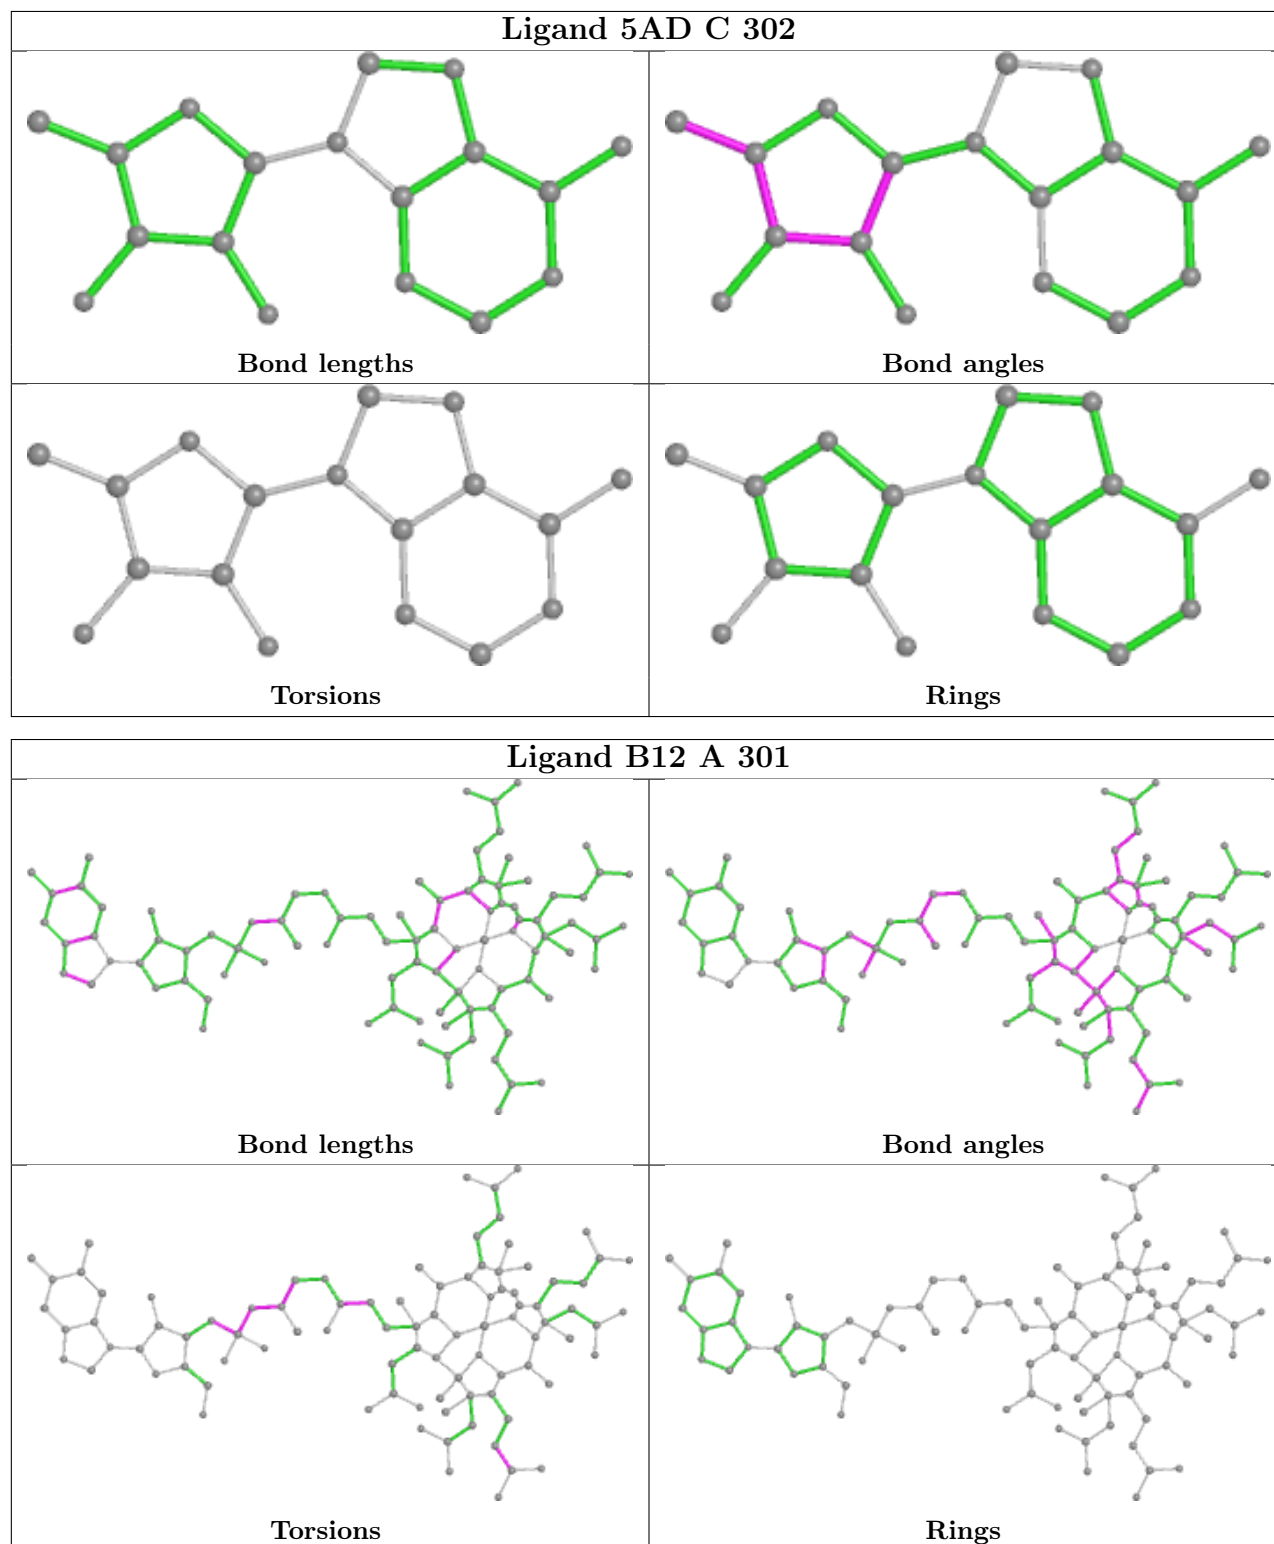 Ligand 5AD C 302
Bond lengths
Bond angles
Torsions
Rings
Ligand B12 A 301
Bond lengths
Bond angles
Torsions
Rings